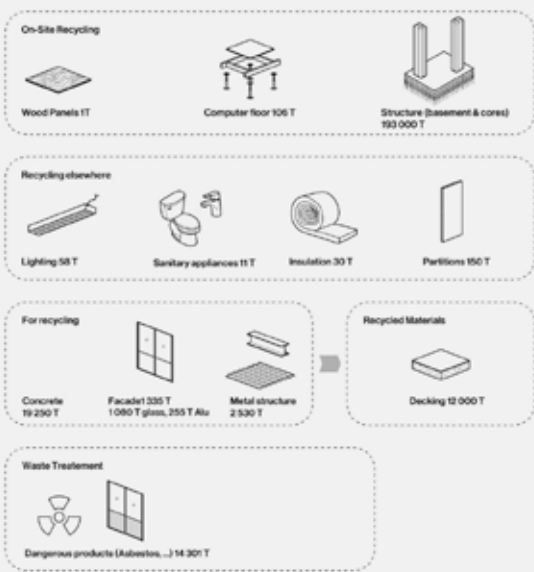 On-Site Recycling
Wood Panels 1T
Computer floor 106 T
Structure (basement & cores)
193 000 T
Recycling elsewhere
Lighting 58 T
Sanitary appliances 11 T
Insulation 30 T
Partitions 150 T
For recycling
Concrete
19 250 T
Facade1 335 T
1 080 T glass, 255 T Alu
Metal structure
2 530 T
Recycled Materials
Decking 12 000 T
Waste Treatement
Dangerous products (Asbestos, ...) 14 301 T